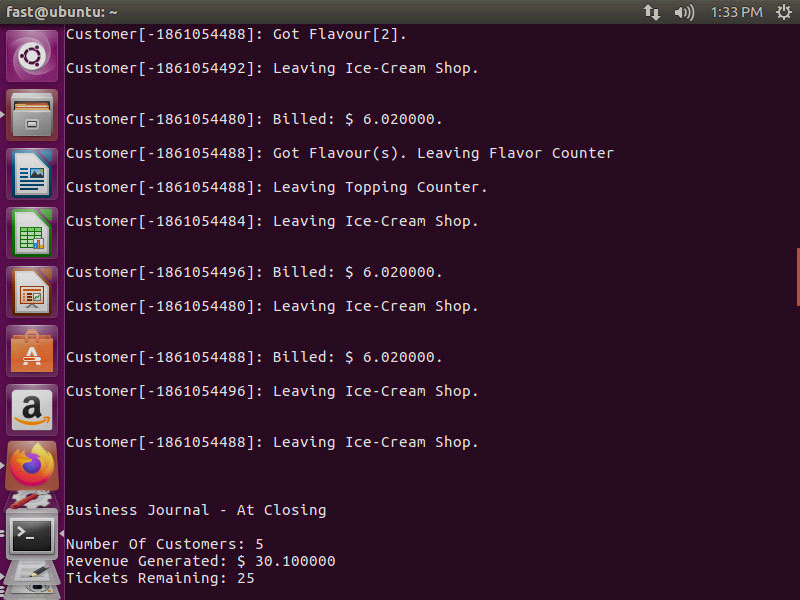 fast@ubuntu: ~
1:33 PM
Customer[-1861054488]: Got Flavour[2].
Customer[-1861054492]: Leaving Ice-Cream Shop.
Customer[-1861054480]: Billed: $ 6.020000.
Customer[-1861054488]: Got Flavour(s). Leaving Flavor Counter
Customer[-1861054488]: Leaving Topping Counter.
Customer[-1861054484]: Leaving Ice-Cream Shop.
Customer[-1861054496]: Billed: $ 6.020000.
Customer[-1861054480]: Leaving Ice-Cream Shop.
Customer[-1861054488]: Billed: $ 6.020000.
Customer[-1861054496]: Leaving Ice-Cream Shop.
Customer[-1861054488]: Leaving Ice-Cream Shop.
Business Journal - At Closing
Number Of Customers: 5
Revenue Generated: $ 30.100000
Tickets Remaining: 25